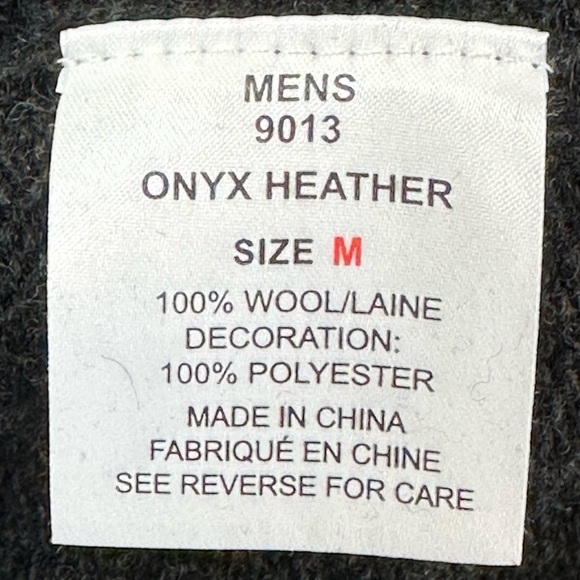 MENS
9013
ONYX HEATHER
SIZE M
100% WOOL/LAINE
DECORATION:
100% POLYESTER
MADE IN CHINA
FABRIQUÉ EN CHINE
SEE REVERSE FOR CARE